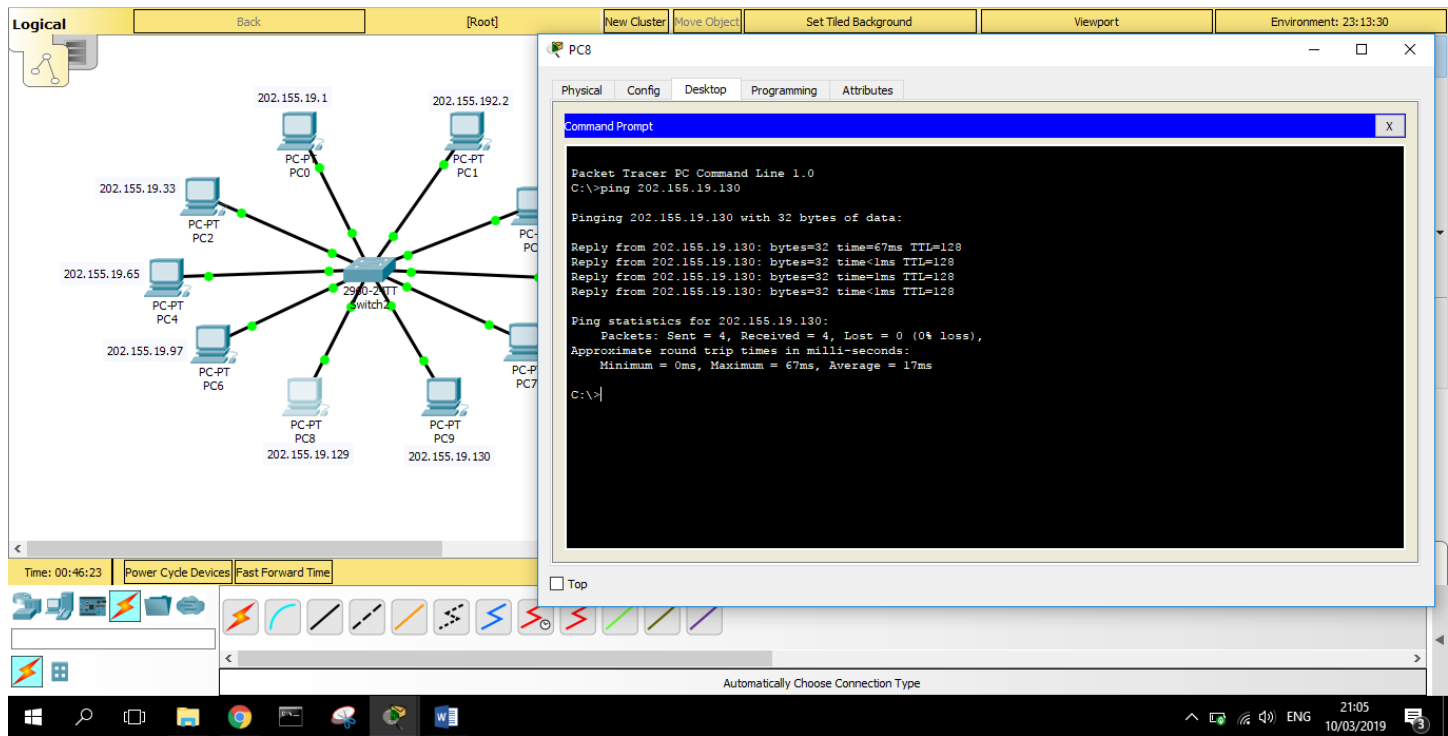 Logical
Back
[Root]
New Cluster
Move Object
Set Tiled Background
Viewport
Environment: 23:13:30
202.155.19.1
PC-PT
PC0
202.155.192.2
PC-PT
PC1
202.155.19.33
PC-PT
PC2
PC-
PC
202.155.19.65
PC-PT
PC4
2960-24TT
Switch2
202.155.19.97
PC-PT
PC6
PC-P
PC7
PC-PT
PC8
202.155.19.129
PC-PT
PC9
202.155.19.130
PC8
Physical Config Desktop Programming Attributes
Command Prompt
X
Packet Tracer PC Command Line 1.0
C:\>ping 202.155.19.130
Pinging 202.155.19.130 with 32 bytes of data:
Reply from 202.155.19.130: bytes=32 time=67ms TTL=128
Reply from 202.155.19.130: bytes=32 time<1ms TTL=128
Reply from 202.155.19.130: bytes=32 time=1ms TTL=128
Reply from 202.155.19.130: bytes=32 time<1ms TTL=128
Ping statistics for 202.155.19.130:
Packets: Sent = 4, Received = 4, Lost = 0 (0% loss),
Approximate round trip times in milli-seconds:
Minimum = 0ms, Maximum = 67ms, Average = 17ms
C:\>
Top
Time: 00:46:23
Power Cycle Devices
Fast Forward Time
Automatically Choose Connection Type
ENG
21:05
10/03/2019
3